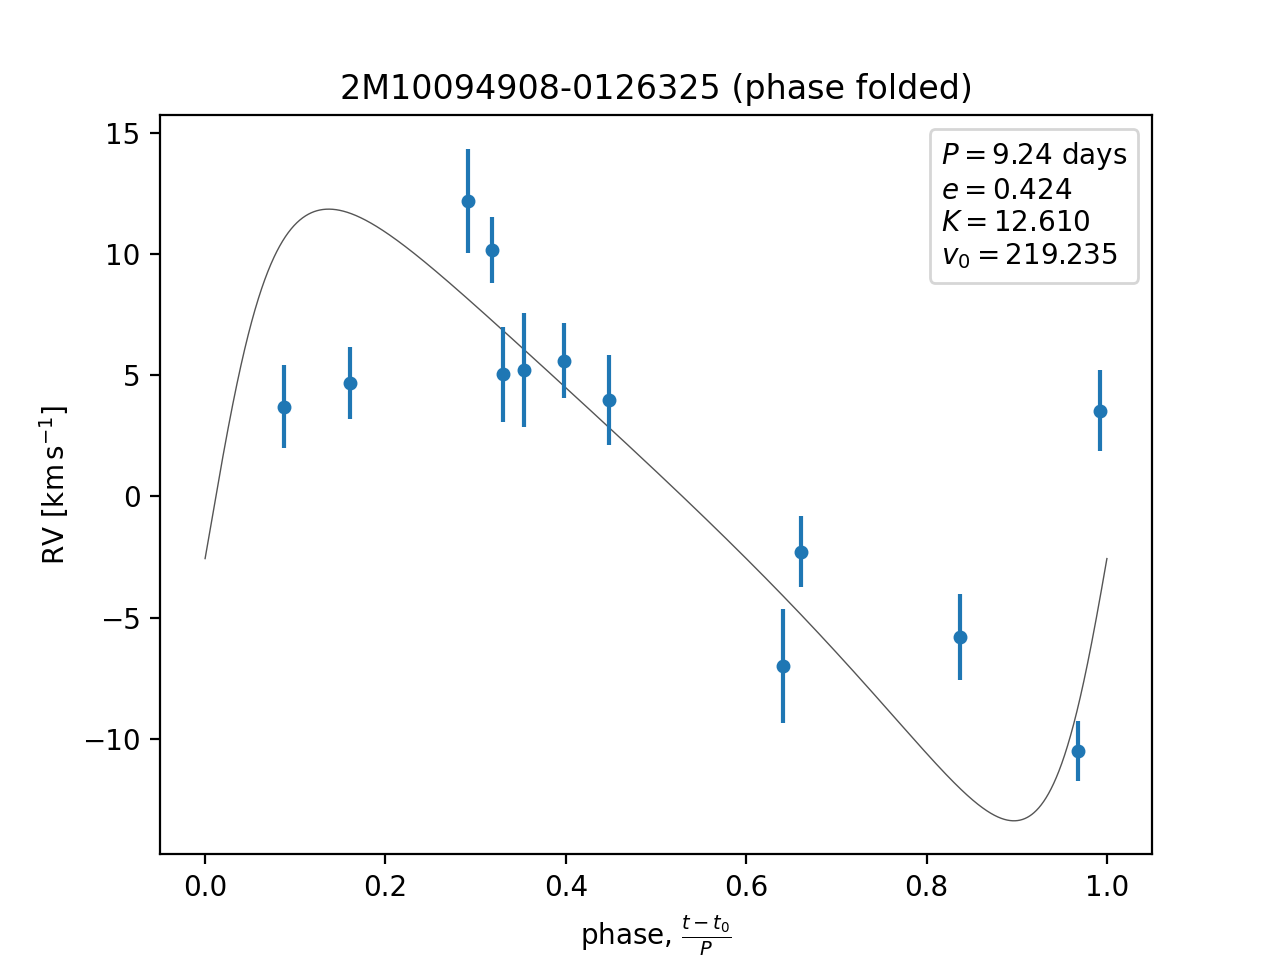 2M10094908-0126325 (phase folded)
P = 9.24 days
e = 0.424
K = 12.610
v₀ = 219.235
RV [km s⁻¹]
15
10
5
0
−5
−10
0.0 0.2 0.4 0.6 0.8 1.0
phase, (t − t₀)/P